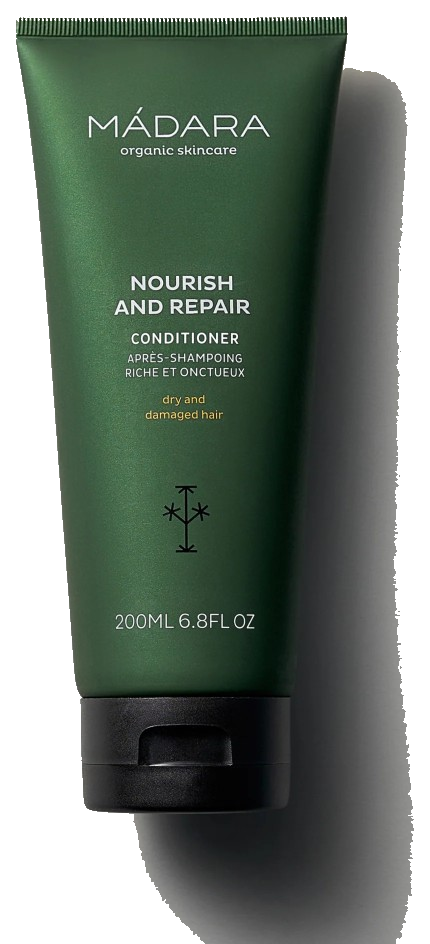 MÁDARA
organic skincare
NOURISH
AND REPAIR
CONDITIONER
APRÈS-SHAMPOING
RICHE ET ONCTUEUX
dry and
damaged hair
200ML 6.8FL OZ